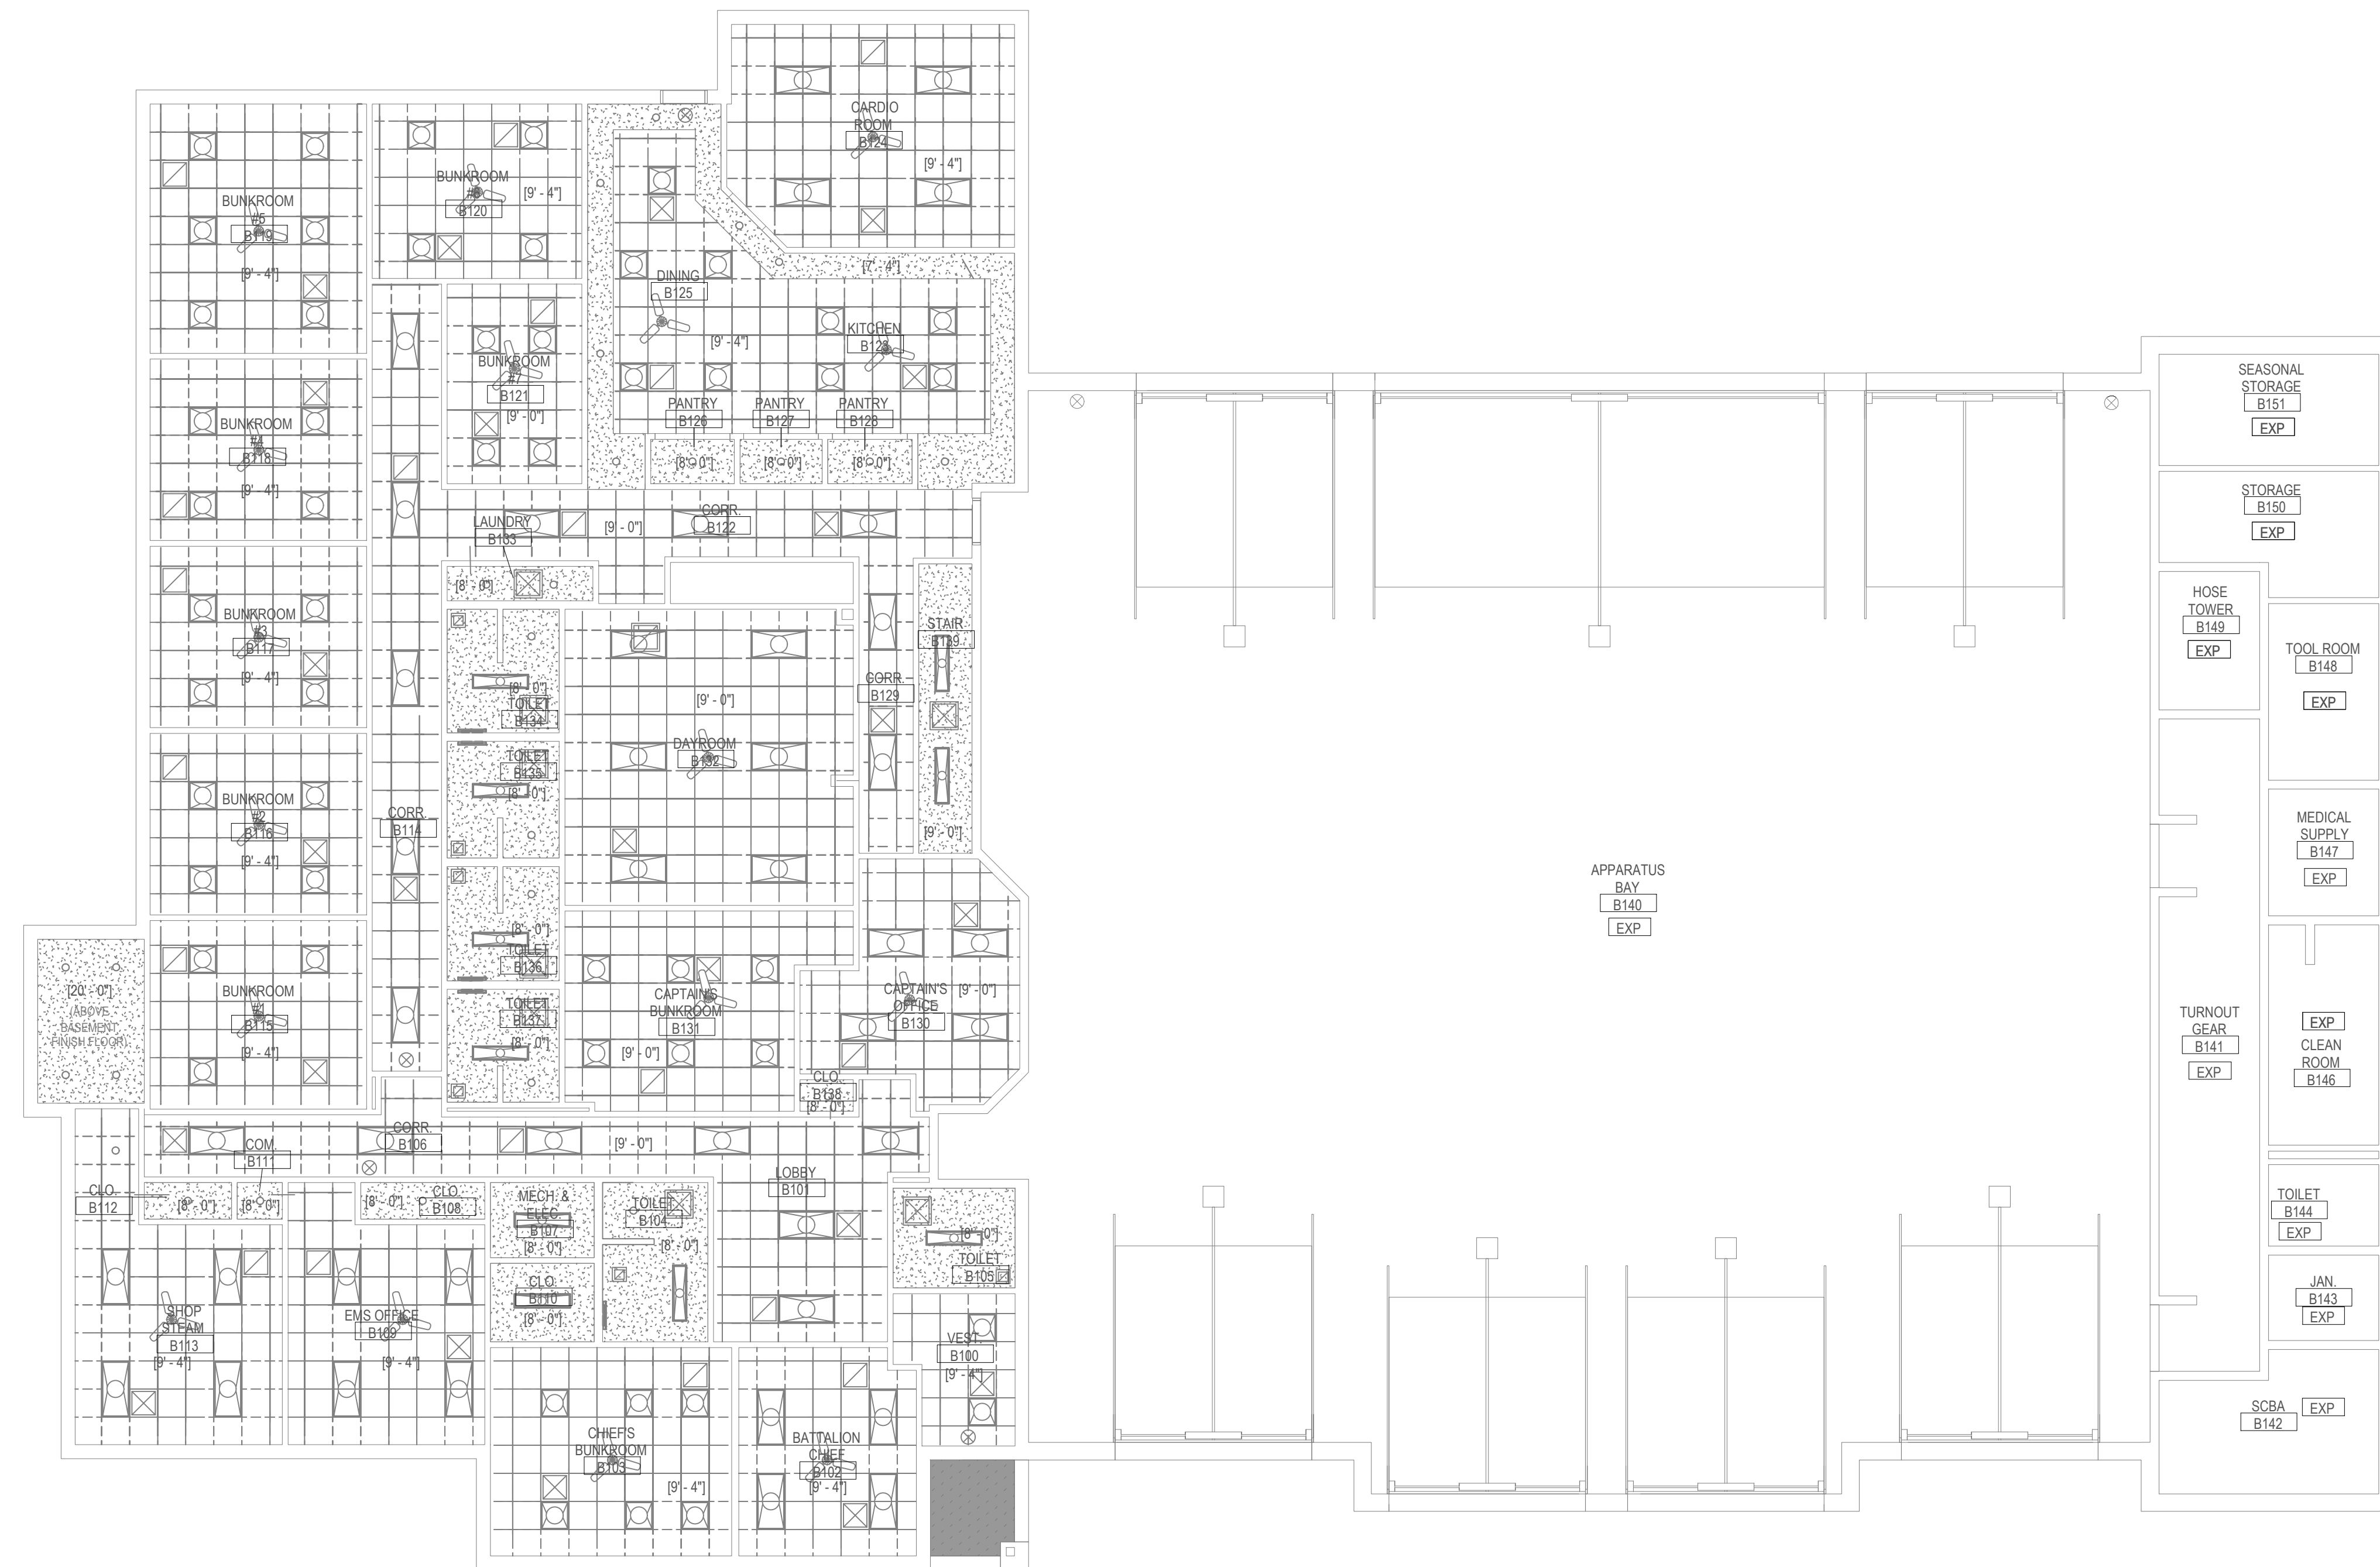 CARDIO
ROOM
B124
[9' - 4"]
BUNKROOM
#5
B119
[9' - 4"]
BUNKROOM
B120
[9' - 4"]
DINING
B125
[9' - 4"]
[7' - 4"]
KITCHEN
B123
BUNKROOM
#7
B121
[9' - 0"]
PANTRY
B126
[8' - 0"]
PANTRY
B127
[8' - 0"]
PANTRY
B128
[8' - 0"]
BUNKROOM
#4
B118
[9' - 4"]
LAUNDRY
B133
[8' - 0"]
[9' - 0"]
CORR.
B122
BUNKROOM
#3
B117
[9' - 4"]
STAIR
B139
[9' - 0"]
CORR.
B129
[8' - 0"]
TOILET
B134
TOILET
B135
[8' - 0"]
[9' - 0"]
DAYROOM
B132
BUNKROOM
#2
B116
[9' - 4"]
CORR.
B114
[8' - 0"]
TOILET
B136
TOILET
B137
[8' - 0"]
[20' - 0"]
(ABOVE
BASEMENT
FINISH FLOOR)
BUNKROOM
#1
B115
[9' - 4"]
CAPTAIN'S
BUNKROOM
B131
[9' - 0"]
CAPTAIN'S
OFFICE
B130
[9' - 0"]
CLO.
B138
[8' - 0"]
CORR.
B106
[9' - 0"]
COM.
B111
[8' - 0"]
CLO.
B112
[8' - 0"]
[8' - 0"]
CLO.
B108
MECH. &
ELEC.
B107
[8' - 0"]
TOILET
B104
[8' - 0"]
LOBBY
B101
[8' - 0"]
TOILET
B105
CLO.
B110
[8' - 0"]
SHOP
STEAM
B113
[9' - 4"]
EMS OFFICE
B109
[9' - 4"]
VEST.
B100
[9' - 4"]
CHIEF'S
BUNKROOM
B103
[9' - 4"]
BATTALION
CHIEF
B102
[9' - 4"]
APPARATUS
BAY
B140
EXP
SEASONAL
STORAGE
B151
EXP
STORAGE
B150
EXP
HOSE
TOWER
B149
EXP
TOOL ROOM
B148
EXP
MEDICAL
SUPPLY
B147
EXP
TURNOUT
GEAR
B141
EXP
EXP
CLEAN
ROOM
B146
TOILET
B144
EXP
JAN.
B143
EXP
SCBA
B142
EXP